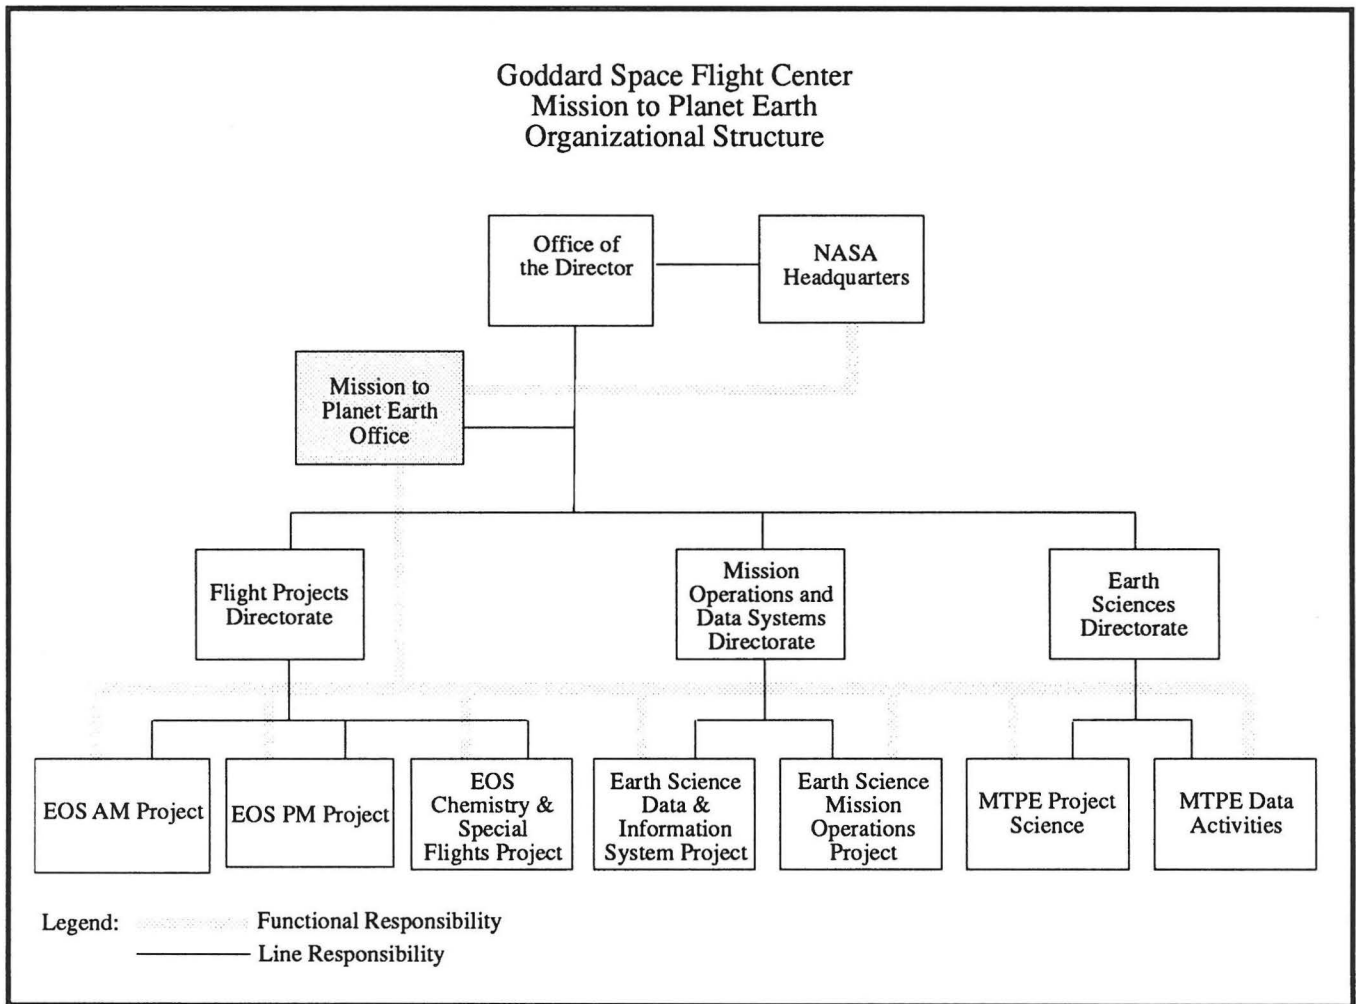 Goddard Space Flight Center
Mission to Planet Earth
Organizational Structure
Office of
the Director
NASA
Headquarters
Mission to
Planet Earth
Office
Flight Projects
Directorate
Mission
Operations and
Data Systems
Directorate
Earth
Sciences
Directorate
EOS AM Project
EOS PM Project
EOS
Chemistry &
Special
Flights Project
Earth Science
Data &
Information
System Project
Earth Science
Mission
Operations
Project
MTPE Project
Science
MTPE Data
Activities
Legend:
Functional Responsibility
Line Responsibility